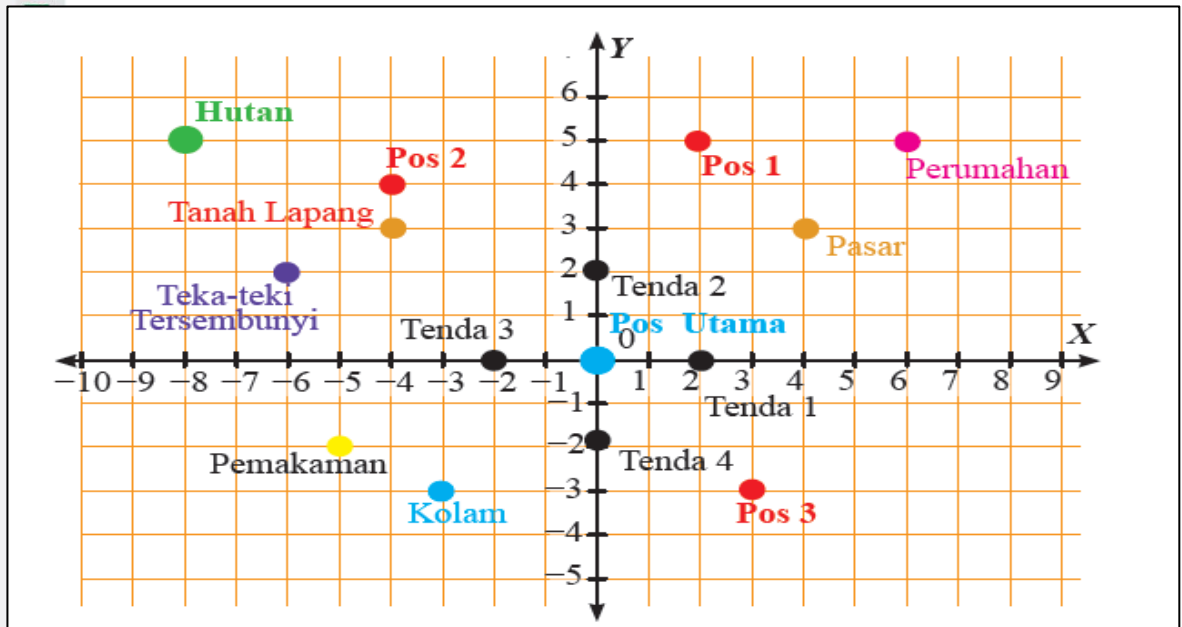 Y
6
Hutan
5
Pos 2
Pos 1
Perumahan
4
Tanah Lapang
3
Pasar
2
Tenda 2
Teka-teki
Tersembunyi
1
Pos Utama
Tenda 3
0
X
−10 −9 −8 −7 −6 −5 −4 −3 −2 −1 1 2 3 4 5 6 7 8 9
−1
Tenda 1
−2
Pemakaman
Tenda 4
−3
Kolam
Pos 3
−4
−5